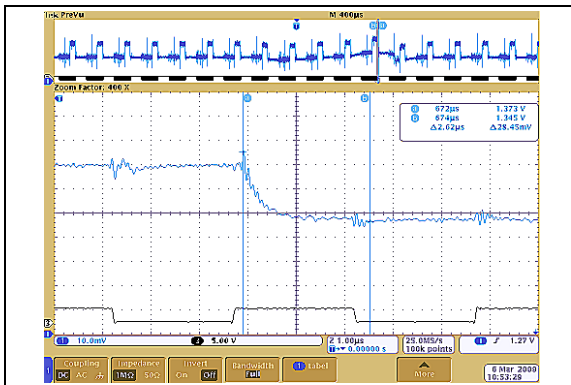 Tek PreVu
M 400µs
Zoom Factor: 400 X
672µs 1.373 V
674µs 1.345 V
Δ2.62µs Δ28.45mV
10.0mV
5.00 V
Z 1.00µs
0.00000 s
25.0MS/s
100k points
1.27 V
Coupling
DC AC
Impedance
1MΩ 50Ω
Invert
On Off
Bandwidth
Full
1 Label
More
6 Mar 2000
10:53:29